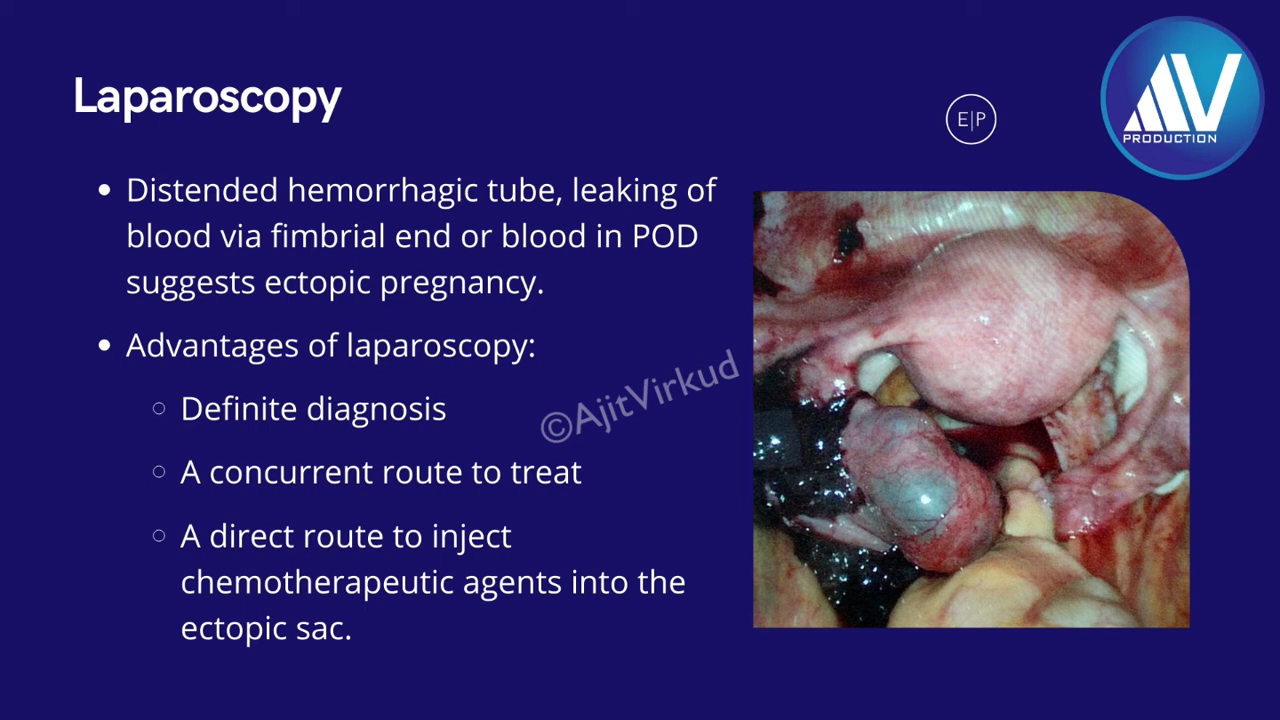 Laparoscopy
E|P
AV
PRODUCTION
• Distended hemorrhagic tube, leaking of
blood via fimbrial end or blood in POD
suggests ectopic pregnancy.
• Advantages of laparoscopy:
○ Definite diagnosis
○ A concurrent route to treat
○ A direct route to inject
chemotherapeutic agents into the
ectopic sac.
©AjitVirkud